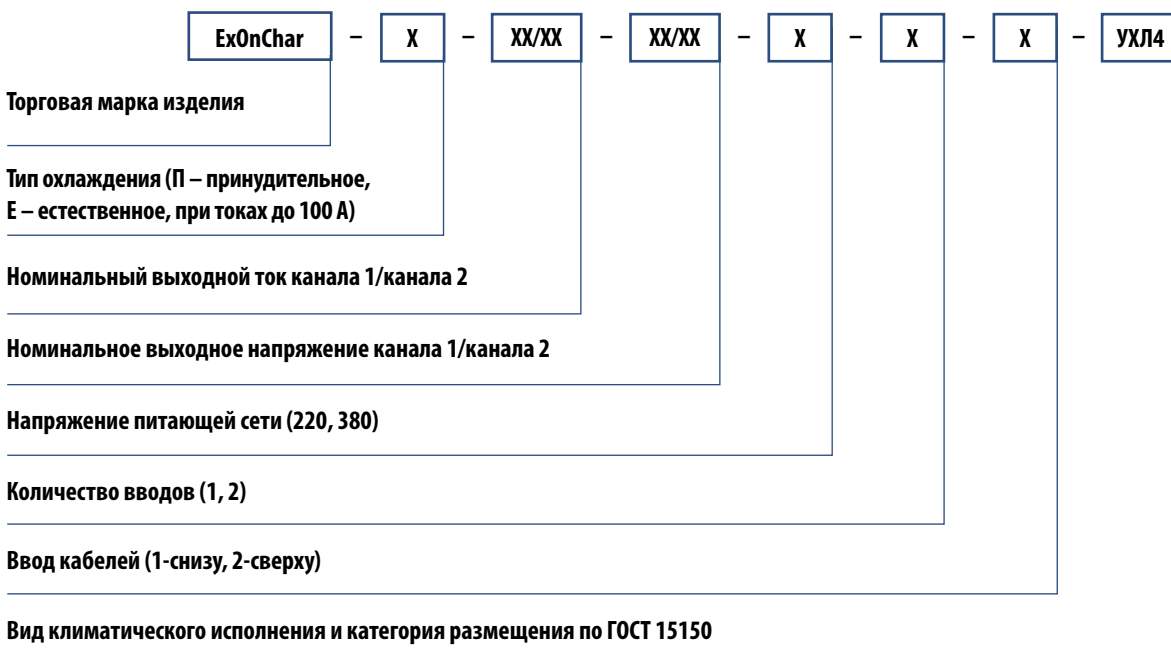 ExOnChar – X – XX/XX – XX/XX – X – X – X – УХЛ4
Торговая марка изделия
Тип охлаждения (П – принудительное,
Е – естественное, при токах до 100 А)
Номинальный выходной ток канала 1/канала 2
Номинальное выходное напряжение канала 1/канала 2
Напряжение питающей сети (220, 380)
Количество вводов (1, 2)
Ввод кабелей (1-снизу, 2-сверху)
Вид климатического исполнения и категория размещения по ГОСТ 15150